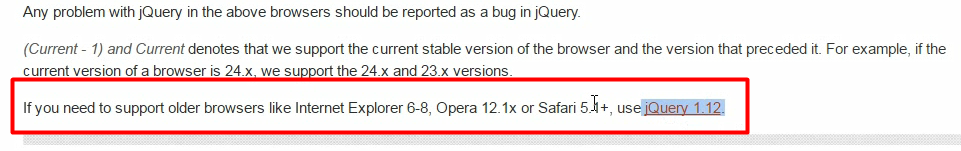 Any problem with jQuery in the above browsers should be reported as a bug in jQuery.
(Current - 1) and Current denotes that we support the current stable version of the browser and the version that preceded it. For example, if the
current version of a browser is 24.x, we support the 24.x and 23.x versions.
If you need to support older browsers like Internet Explorer 6-8, Opera 12.1x or Safari 5.1+, use jQuery 1.12.